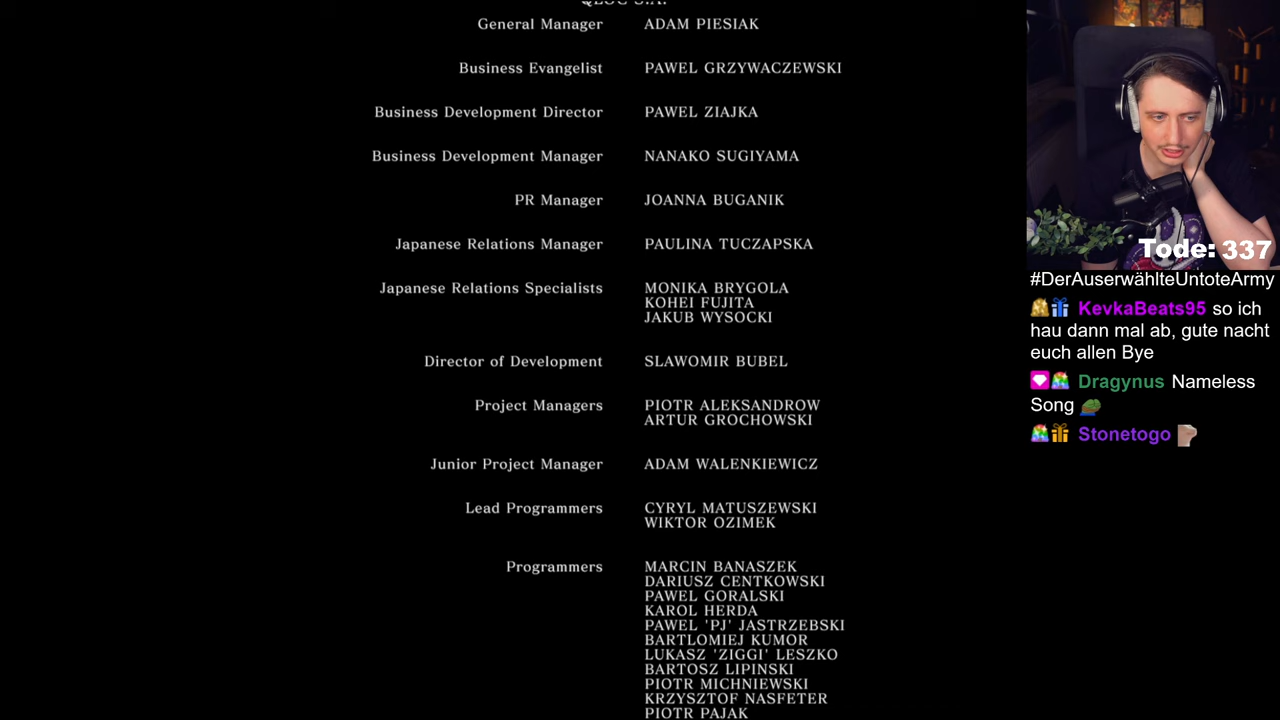 QLOC S.A.
General Manager ADAM PIESIAK
Business Evangelist PAWEL GRZYWACZEWSKI
Business Development Director PAWEL ZIAJKA
Business Development Manager NANAKO SUGIYAMA
PR Manager JOANNA BUGANIK
Japanese Relations Manager PAULINA TUCZAPSKA
Japanese Relations Specialists MONIKA BRYGOLA
KOHEI FUJITA
JAKUB WYSOCKI
Director of Development SLAWOMIR BUBEL
Project Managers PIOTR ALEKSANDROW
ARTUR GROCHOWSKI
Junior Project Manager ADAM WALENKIEWICZ
Lead Programmers CYRYL MATUSZEWSKI
WIKTOR OZIMEK
Programmers MARCIN BANASZEK
DARIUSZ CENTKOWSKI
PAWEL GORALSKI
KAROL HERDA
PAWEL 'PJ' JASTRZEBSKI
BARTLOMIEJ KUMOR
LUKASZ 'ZIGGI' LESZKO
BARTOSZ LIPINSKI
PIOTR MICHNIEWSKI
KRZYSZTOF NASFETER
PIOTR PAJAK
Tode: 337
#DerAuserwählteUntoteArmy
KevkaBeats95 so ich
hau dann mal ab, gute nacht
euch allen Bye
Dragynus Nameless
Song
Stonetogo